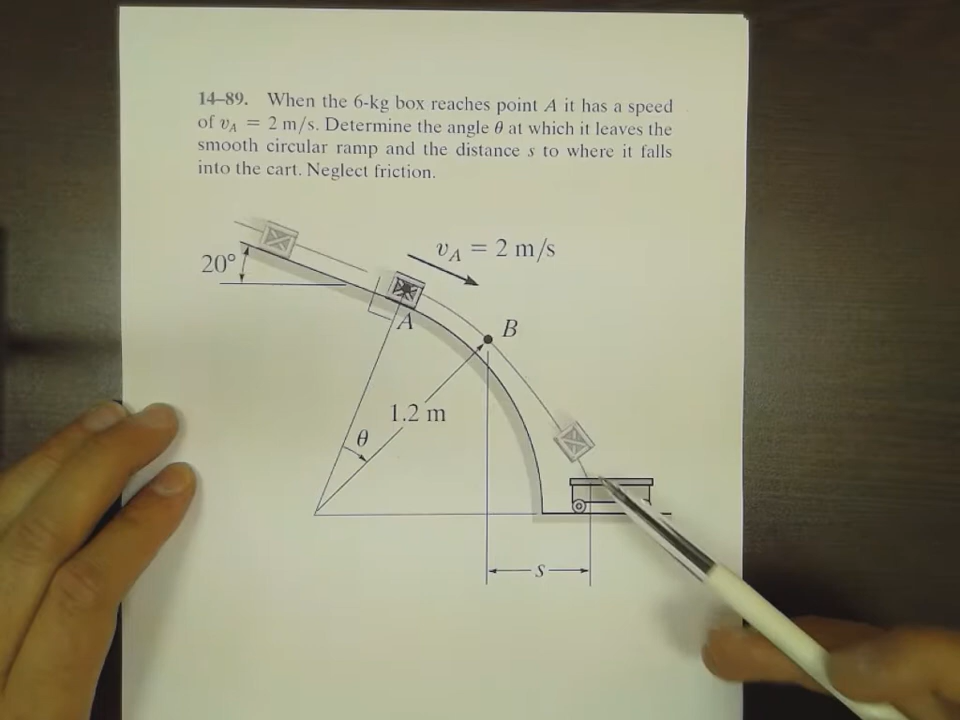 14–89. When the 6-kg box reaches point A it has a speed
of vA = 2 m/s. Determine the angle θ at which it leaves the
smooth circular ramp and the distance s to where it falls
into the cart. Neglect friction.
vA = 2 m/s
20°
A
B
1.2 m
θ
s